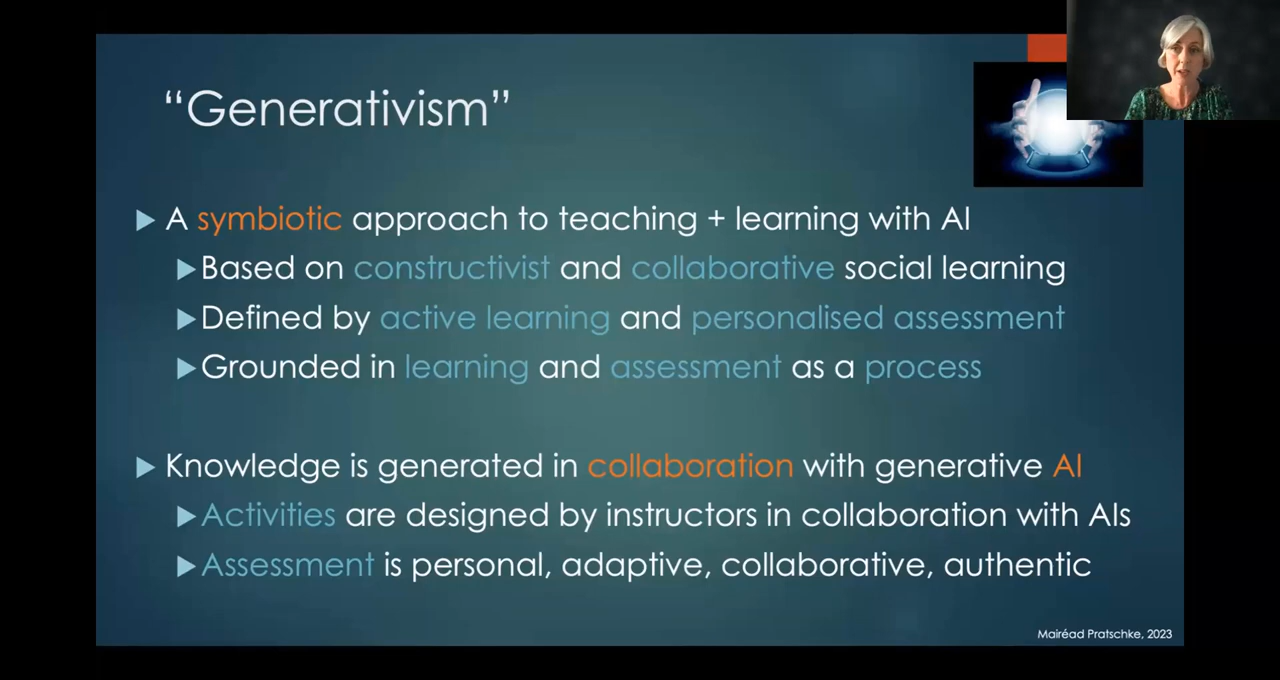 “Generativism”
A symbiotic approach to teaching + learning with AI
Based on constructivist and collaborative social learning
Defined by active learning and personalised assessment
Grounded in learning and assessment as a process
Knowledge is generated in collaboration with generative AI
Activities are designed by instructors in collaboration with AIs
Assessment is personal, adaptive, collaborative, authentic
Mairéad Pratschke, 2023